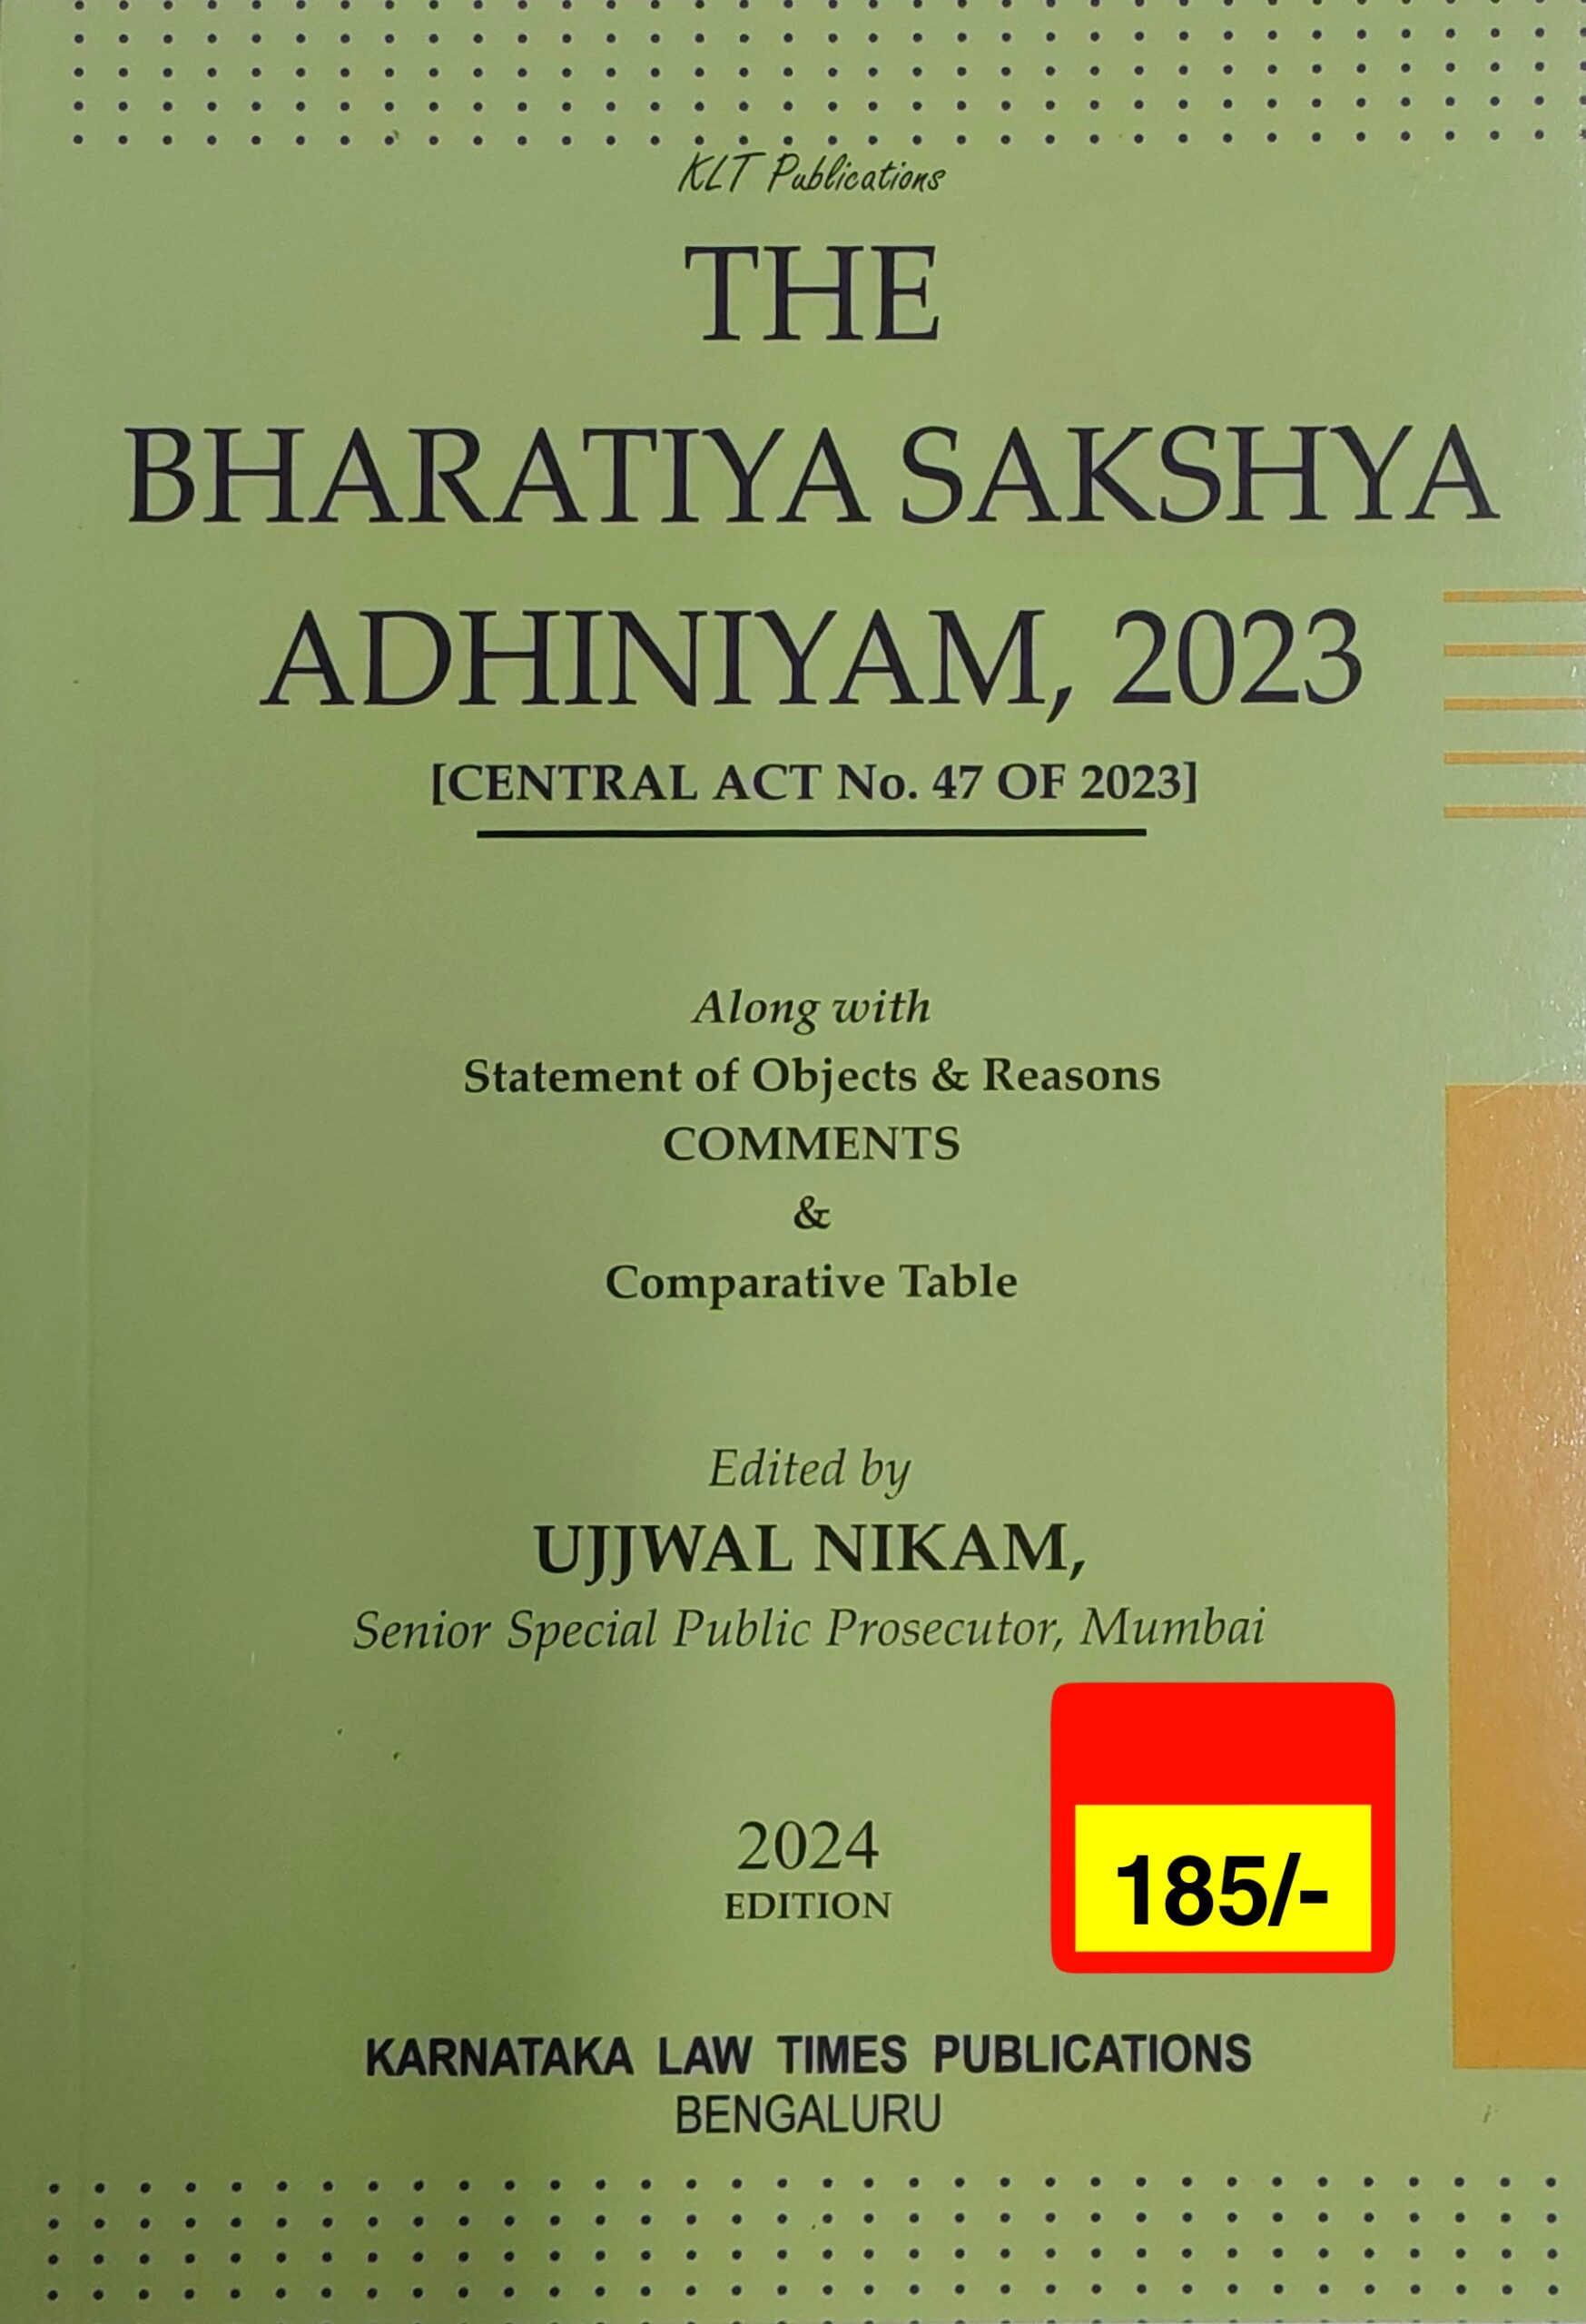 KLT Publications
THE
BHARATIYA SAKSHYA
ADHINIYAM, 2023
[CENTRAL ACT No. 47 OF 2023]
Along with
Statement of Objects & Reasons
COMMENTS
&
Comparative Table
Edited by
UJJWAL NIKAM,
Senior Special Public Prosecutor, Mumbai
2024
EDITION
185/-
KARNATAKA LAW TIMES PUBLICATIONS
BENGALURU